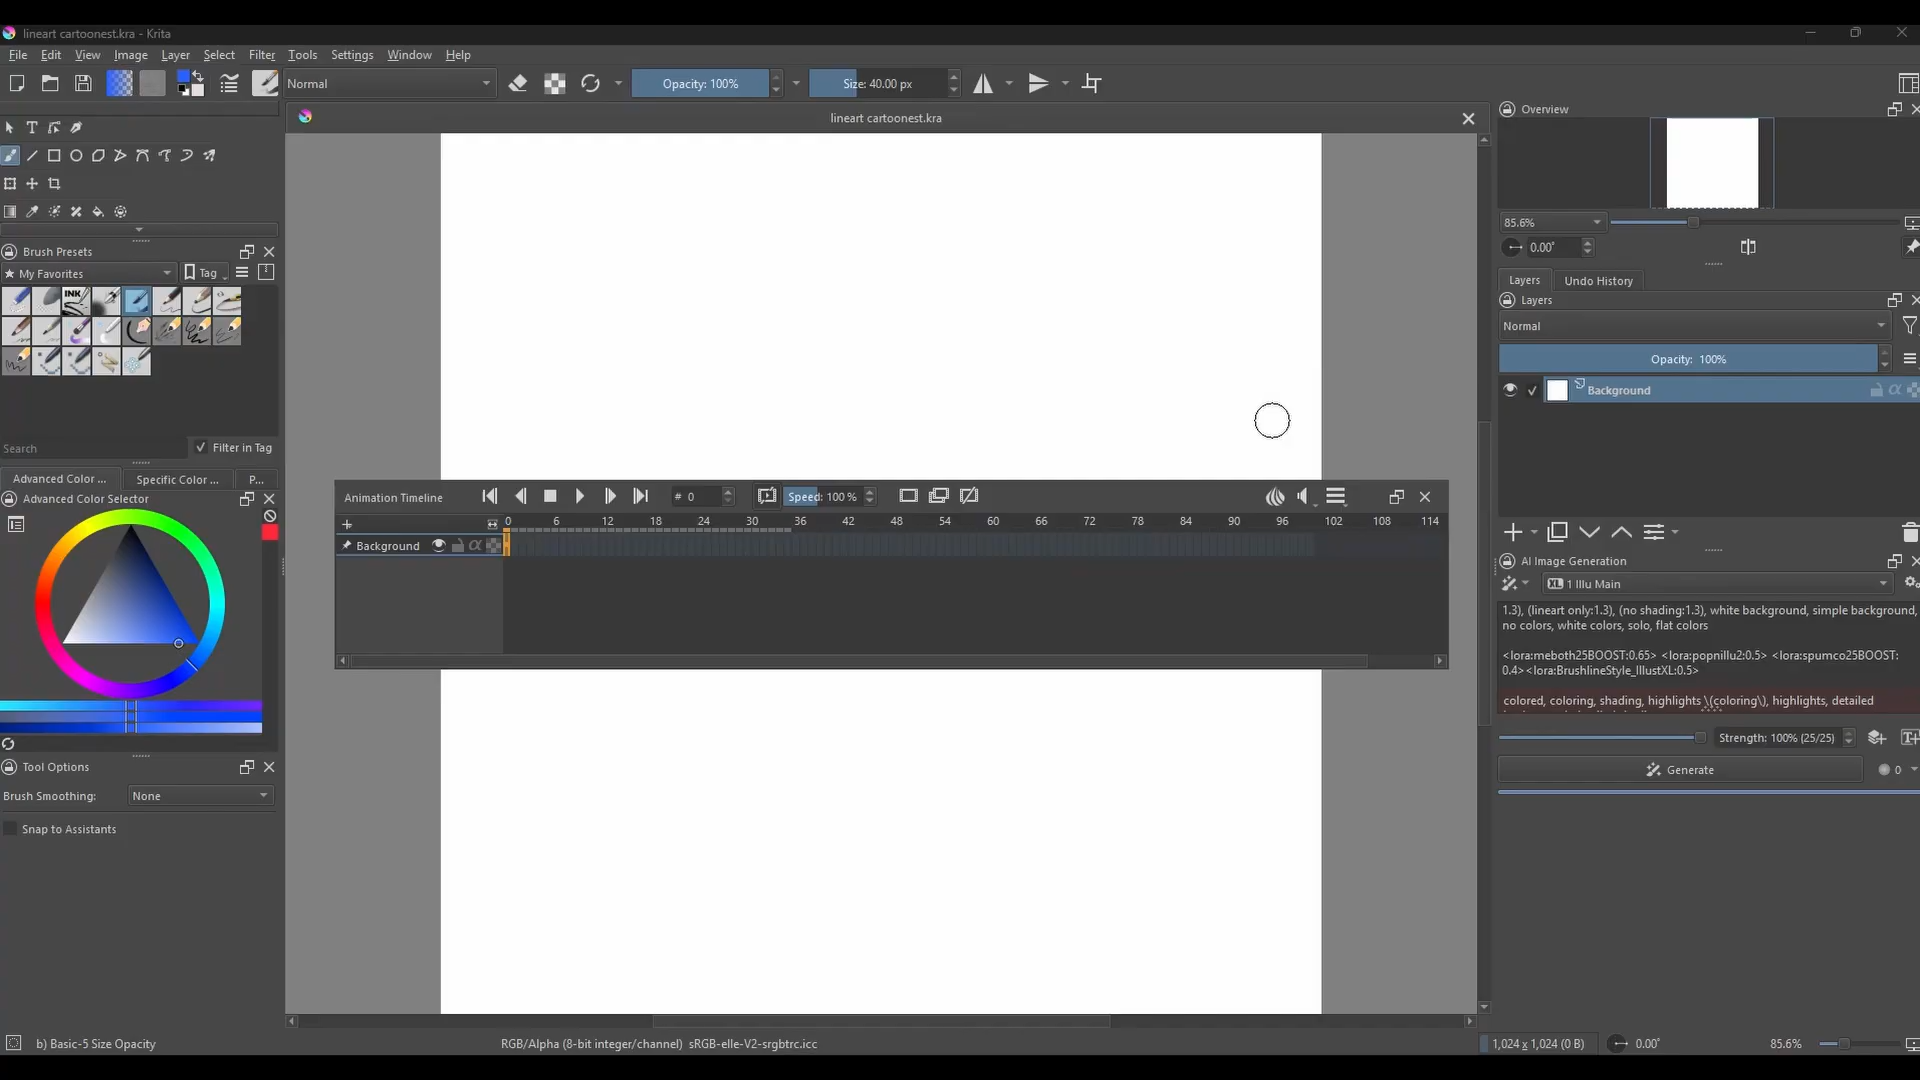 lineart cartoonest.kra - Krita
File Edit View Image Layer Select Filter Tools Settings Window Help
Normal
Opacity: 100%
Size: 40.00 px
lineart cartoonest.kra
Brush Presets
My Favorites
Tag
INK
Search
Filter in Tag
Advanced Color ... Specific Color ... P...
Advanced Color Selector
Tool Options
Brush Smoothing: None
Snap to Assistants
Animation Timeline
# 0
Speed: 100 %
0 6 12 18 24 30 36 42 48 54 60 66 72 78 84 90 96 102 108 114
Background
Overview
85.6%
0.00°
Layers Undo History
Layers
Normal
Opacity: 100%
Background
AI Image Generation
XL 1 Illu Main
1.3), (lineart only:1.3), (no shading:1.3), white background, simple background,
no colors, white colors, solo, flat colors
<lora:meboth25BOOST:0.65> <lora:popnillu2:0.5> <lora:spumco25BOOST:
0.4><lora:BrushlineStyle_IllustXL:0.5>
colored, coloring, shading, highlights \(coloring\), highlights, detailed
Strength: 100% (25/25)
Generate
0
b) Basic-5 Size Opacity
RGB/Alpha (8-bit integer/channel) sRGB-elle-V2-srgbtrc.icc
1,024 x 1,024 (0 B)
0.00°
85.6%